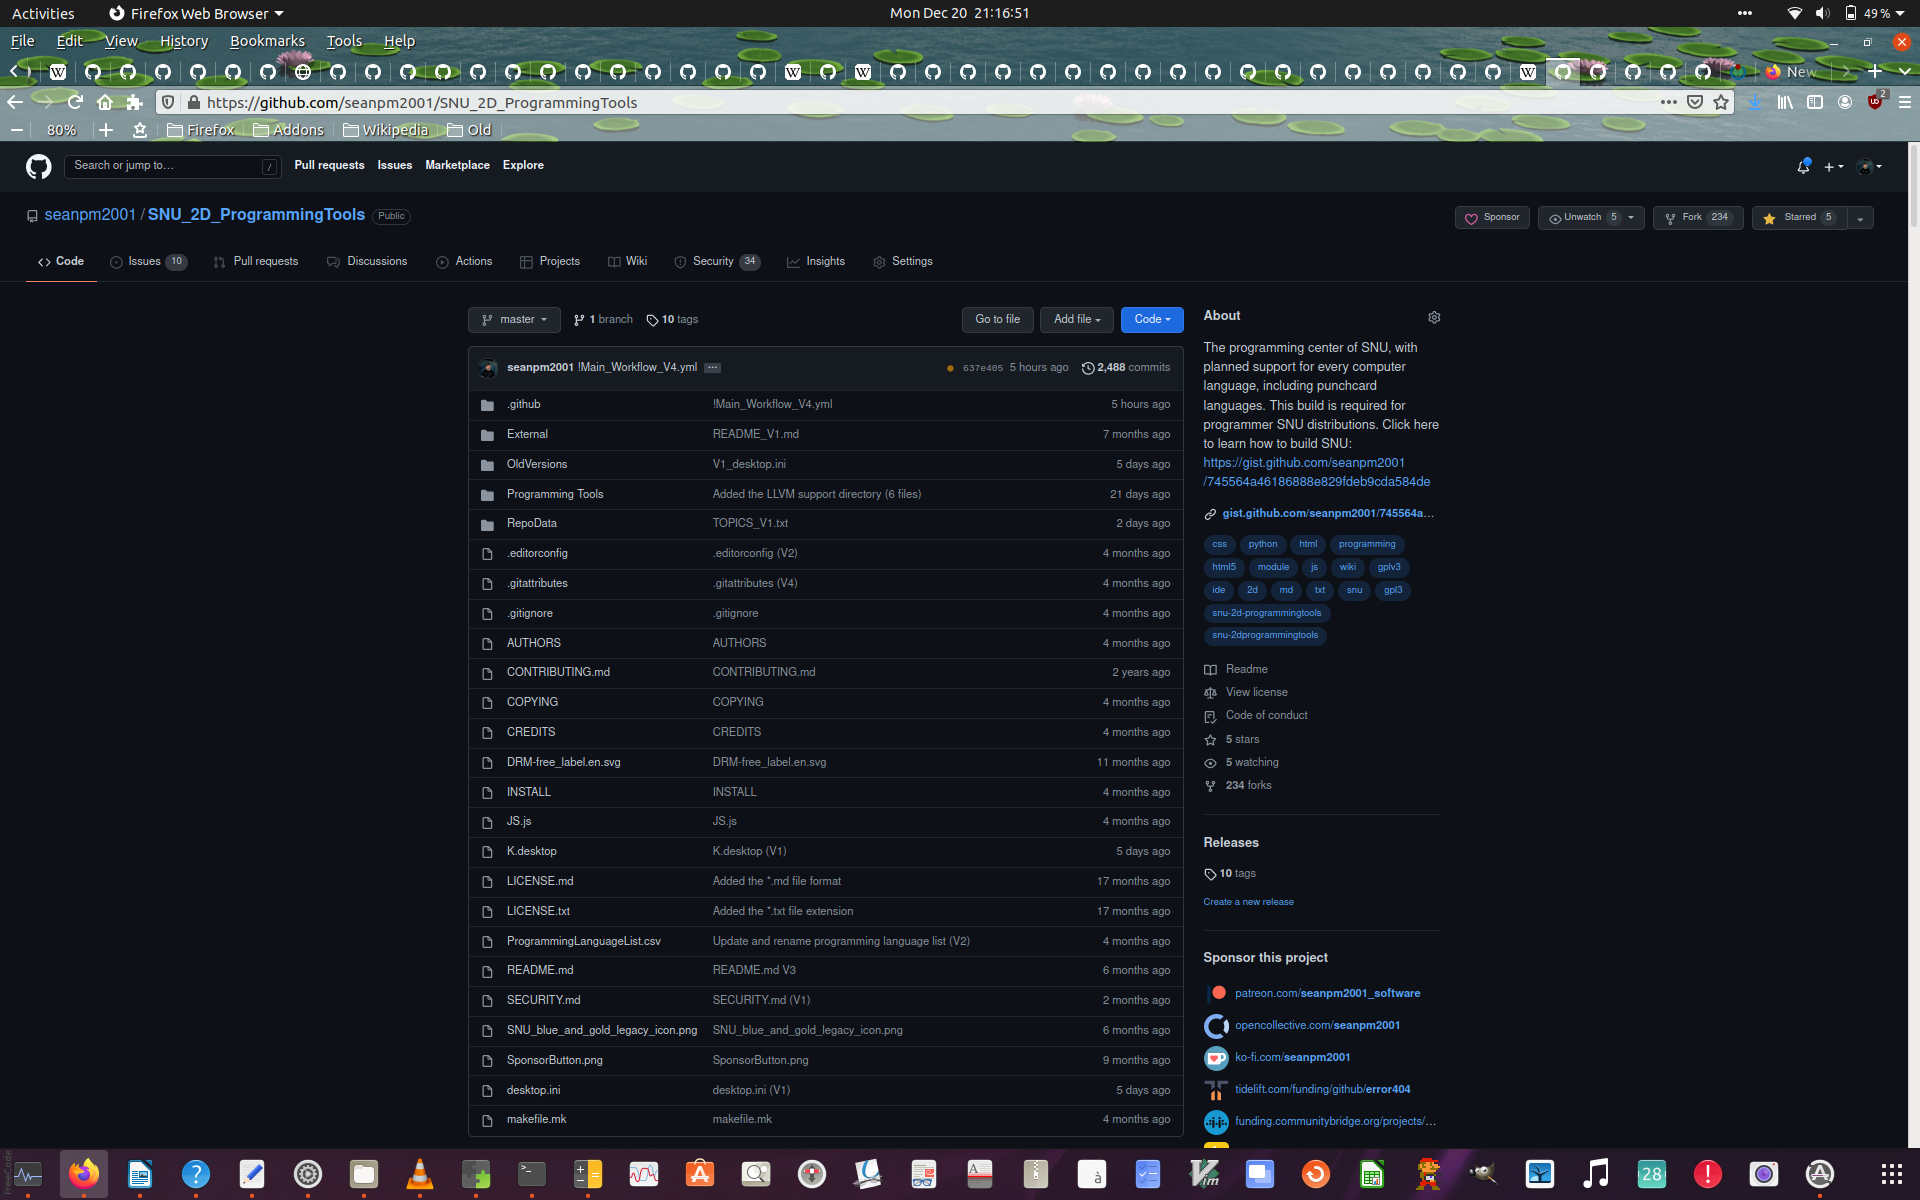 Activities Firefox Web Browser Mon Dec 20 21:16:51 49 %
File Edit View History Bookmarks Tools Help
New
https://github.com/seanpm2001/SNU_2D_ProgrammingTools 2
80% Firefox Addons Wikipedia Old
Search or jump to… / Pull requests Issues Marketplace Explore
seanpm2001 / SNU_2D_ProgrammingTools Public Sponsor Unwatch 5 Fork 234 Starred 5
Code Issues 10 Pull requests Discussions Actions Projects Wiki Security 34 Insights Settings
master 1 branch 10 tags Go to file Add file Code
seanpm2001 !Main_Workflow_V4.yml 637e405 5 hours ago 2,488 commits
.github !Main_Workflow_V4.yml 5 hours ago
External README_V1.md 7 months ago
OldVersions V1_desktop.ini 5 days ago
Programming Tools Added the LLVM support directory (6 files) 21 days ago
RepoData TOPICS_V1.txt 2 days ago
.editorconfig .editorconfig (V2) 4 months ago
.gitattributes .gitattributes (V4) 4 months ago
.gitignore .gitignore 4 months ago
AUTHORS AUTHORS 4 months ago
CONTRIBUTING.md CONTRIBUTING.md 2 years ago
COPYING COPYING 4 months ago
CREDITS CREDITS 4 months ago
DRM-free_label.en.svg DRM-free_label.en.svg 11 months ago
INSTALL INSTALL 4 months ago
JS.js JS.js 4 months ago
K.desktop K.desktop (V1) 5 days ago
LICENSE.md Added the *.md file format 17 months ago
LICENSE.txt Added the *.txt file extension 17 months ago
ProgrammingLanguageList.csv Update and rename programming language list (V2) 4 months ago
README.md README.md V3 6 months ago
SECURITY.md SECURITY.md (V1) 2 months ago
SNU_blue_and_gold_legacy_icon.png SNU_blue_and_gold_legacy_icon.png 6 months ago
SponsorButton.png SponsorButton.png 9 months ago
desktop.ini desktop.ini (V1) 5 days ago
makefile.mk makefile.mk 4 months ago
About
The programming center of SNU, with
planned support for every computer
language, including punchcard
languages. This build is required for
programmer SNU distributions. Click here
to learn how to build SNU:
https://gist.github.com/seanpm2001
/745564a46186888e829fdeb9cda584de
gist.github.com/seanpm2001/745564a…
css python html programming
html5 module js wiki gplv3
ide 2d md txt snu gpl3
snu-2d-programmingtools
snu-2dprogrammingtools
Readme
View license
Code of conduct
5 stars
5 watching
234 forks
Releases
10 tags
Create a new release
Sponsor this project
patreon.com/seanpm2001_software
opencollective.com/seanpm2001
ko-fi.com/seanpm2001
tidelift.com/funding/github/error404
funding.communitybridge.org/projects/…
28